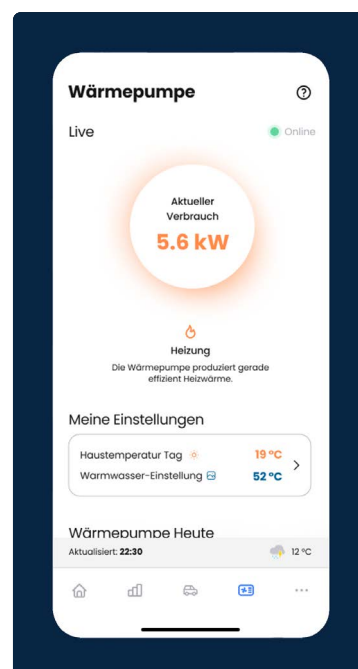 Wärmepumpe
Live
Online
Aktueller
Verbrauch
5.6 kW
Heizung
Die Wärmepumpe produziert gerade
effizient Heizwärme.
Meine Einstellungen
Haustemperatur Tag 19 °C
Warmwasser-Einstellung 52 °C
Wärmepumpe Heute
Aktualisiert: 22:30 12 °C